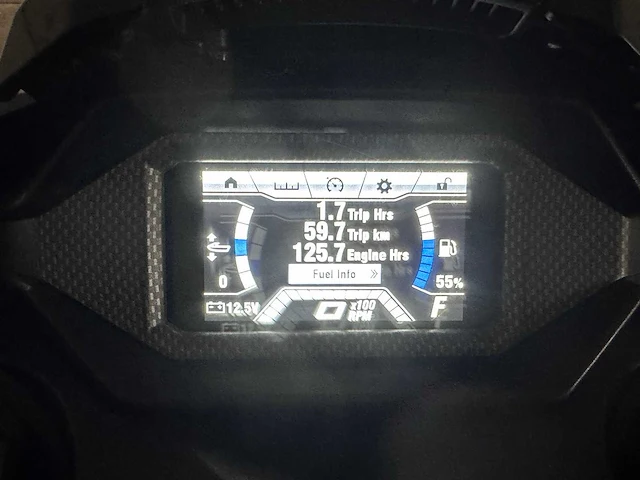 1.7 Trip Hrs
59.7 Trip km
125.7 Engine Hrs
Fuel Info »
0
55%
12.5V
0 x100 RPM
F